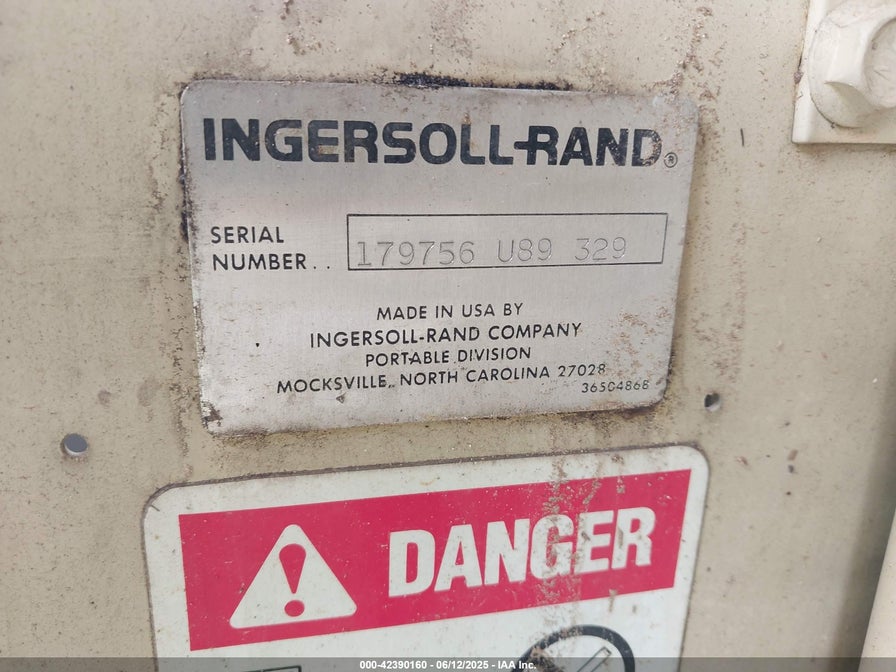 INGERSOLL-RAND®
SERIAL
NUMBER.. 179756 U89 329
MADE IN USA BY
INGERSOLL-RAND COMPANY
PORTABLE DIVISION
MOCKSVILLE, NORTH CAROLINA 27028
36504868
DANGER
000-42390160 - 06/12/2025 - IAA Inc.